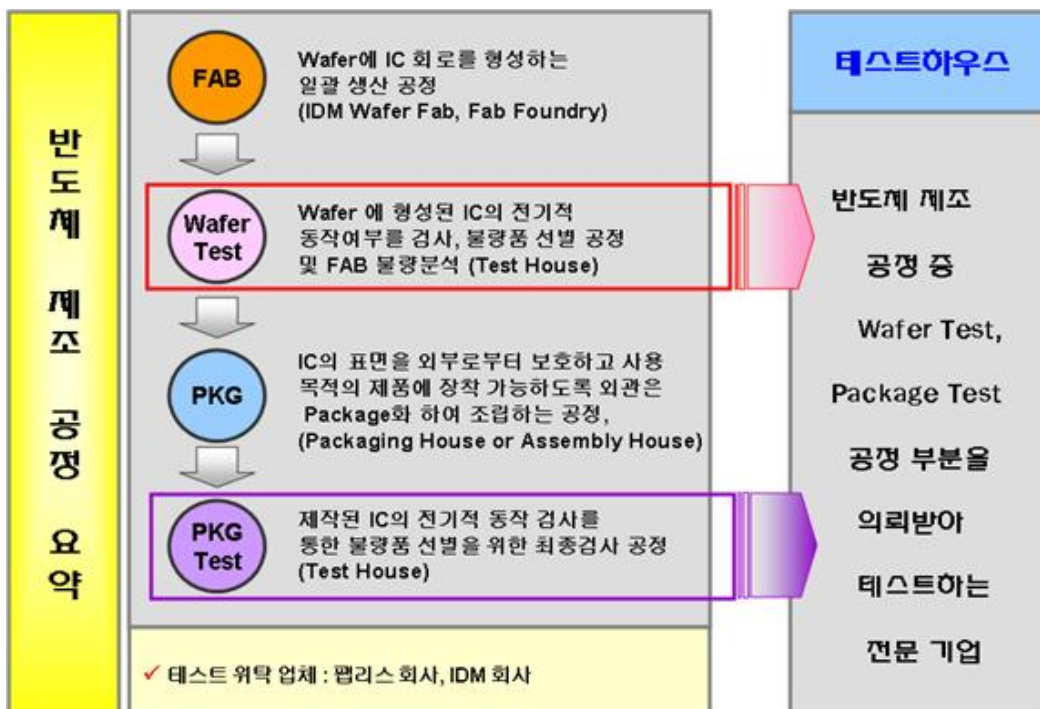 반도체 제조 공정 요약
FAB
Wafer에 IC 회로를 형성하는
일괄 생산 공정
(IDM Wafer Fab, Fab Foundry)
Wafer
Test
Wafer 에 형성된 IC의 전기적
동작여부를 검사, 불량품 선별 공정
및 FAB 불량분석 (Test House)
PKG
IC의 표면을 외부로부터 보호하고 사용
목적의 제품에 장착 가능하도록 외관은
Package화 하여 조립하는 공정,
(Packaging House or Assembly House)
PKG
Test
제작된 IC의 전기적 동작 검사를
통한 불량품 선별을 위한 최종검사 공정
(Test House)
✓ 테스트 위탁 업체 : 팹리스 회사, IDM 회사
테스트하우스
반도체 제조
공정 중
Wafer Test,
Package Test
공정 부분을
의뢰받아
테스트하는
전문 기업